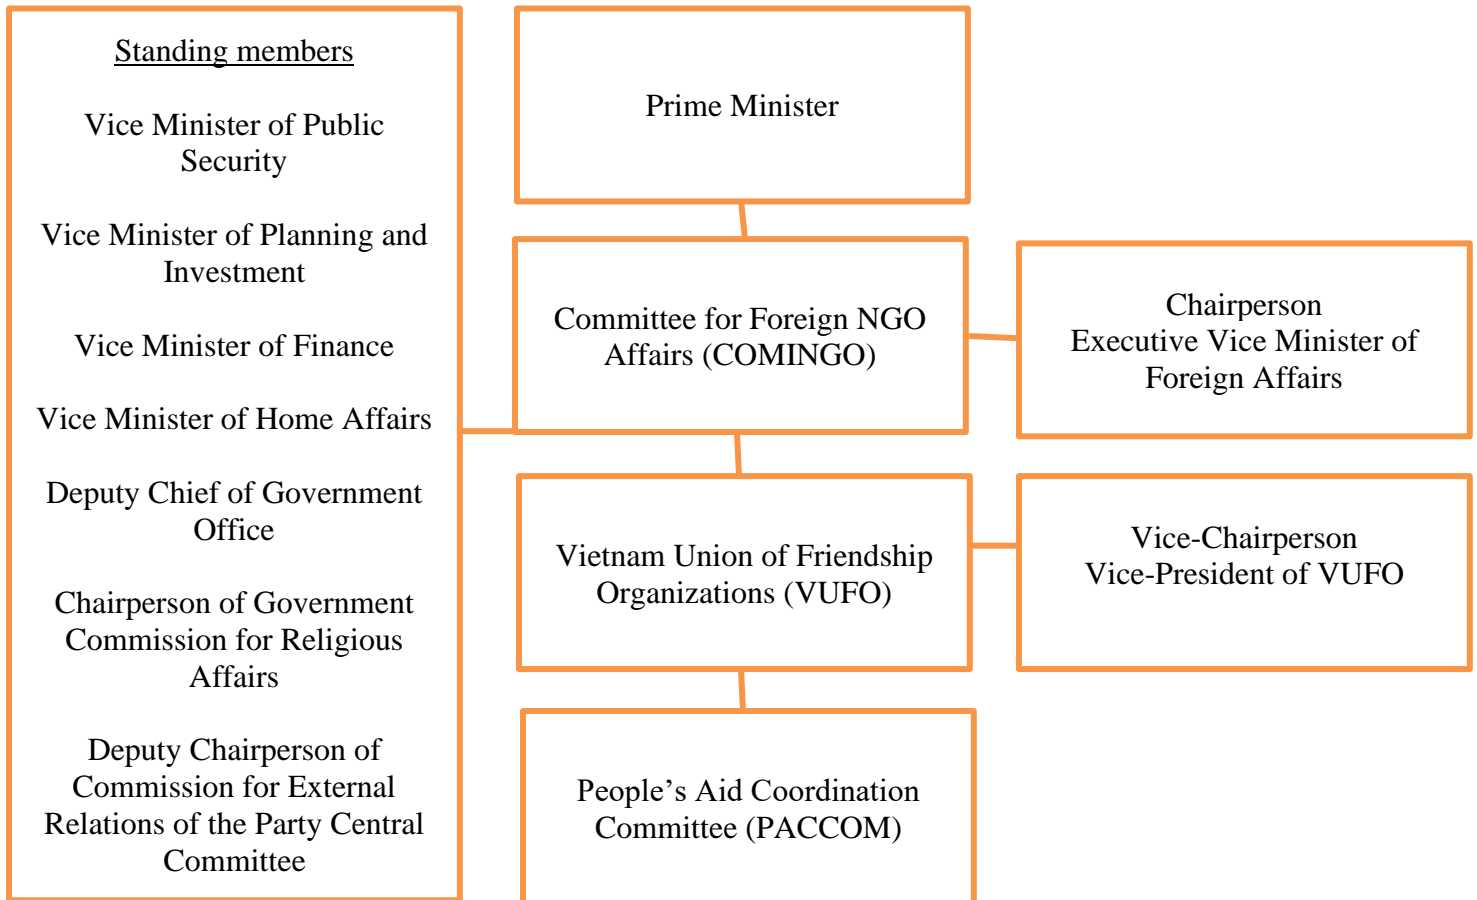 Standing members
Vice Minister of Public
Security
Vice Minister of Planning and
Investment
Vice Minister of Finance
Vice Minister of Home Affairs
Deputy Chief of Government
Office
Chairperson of Government
Commission for Religious
Affairs
Deputy Chairperson of
Commission for External
Relations of the Party Central
Committee
Prime Minister
Committee for Foreign NGO
Affairs (COMINGO)
Chairperson
Executive Vice Minister of
Foreign Affairs
Vietnam Union of Friendship
Organizations (VUFO)
Vice-Chairperson
Vice-President of VUFO
People’s Aid Coordination
Committee (PACCOM)